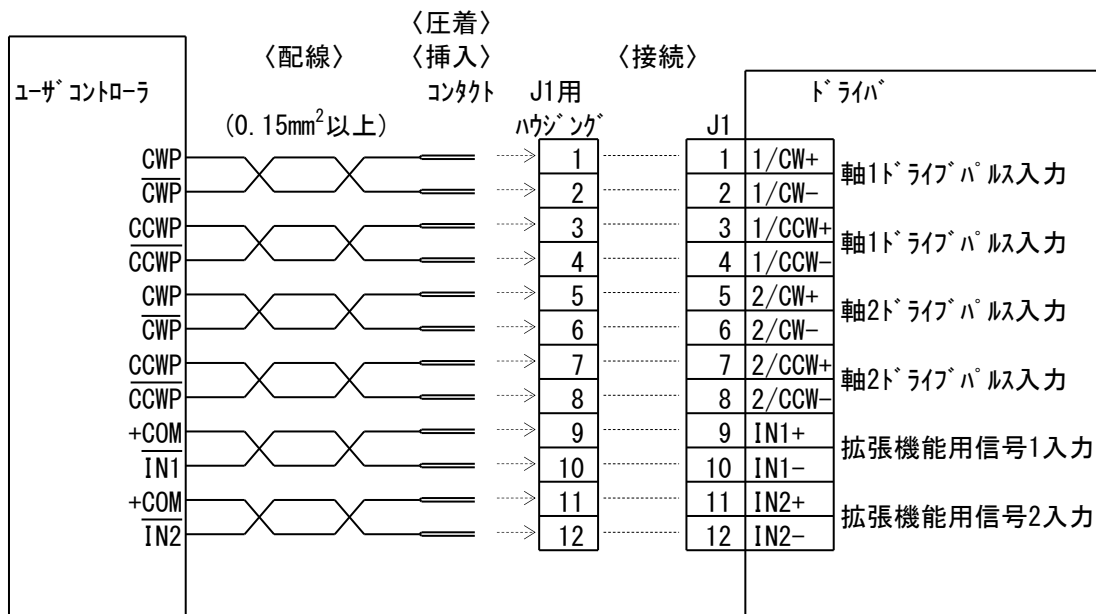 〈圧着〉
〈配線〉 〈挿入〉 〈接続〉
ﾕｰｻﾞｺﾝﾄﾛｰﾗ ｺﾝﾀｸﾄ J1用 ﾄﾞﾗｲﾊﾞ
(0.15mm²以上) ﾊｳｼﾞﾝｸﾞ J1
CWP 1 1 1/CW+
軸1ﾄﾞﾗｲﾌﾞﾊﾟﾙｽ入力
C̅W̅P̅ 2 2 1/CW-
CCWP 3 3 1/CCW+
軸1ﾄﾞﾗｲﾌﾞﾊﾟﾙｽ入力
C̅C̅W̅P̅ 4 4 1/CCW-
CWP 5 5 2/CW+
軸2ﾄﾞﾗｲﾌﾞﾊﾟﾙｽ入力
C̅W̅P̅ 6 6 2/CW-
CCWP 7 7 2/CCW+
軸2ﾄﾞﾗｲﾌﾞﾊﾟﾙｽ入力
C̅C̅W̅P̅ 8 8 2/CCW-
+COM 9 9 IN1+
拡張機能用信号1入力
I̅N̅1̅ 10 10 IN1-
+COM 11 11 IN2+
拡張機能用信号2入力
I̅N̅2̅ 12 12 IN2-